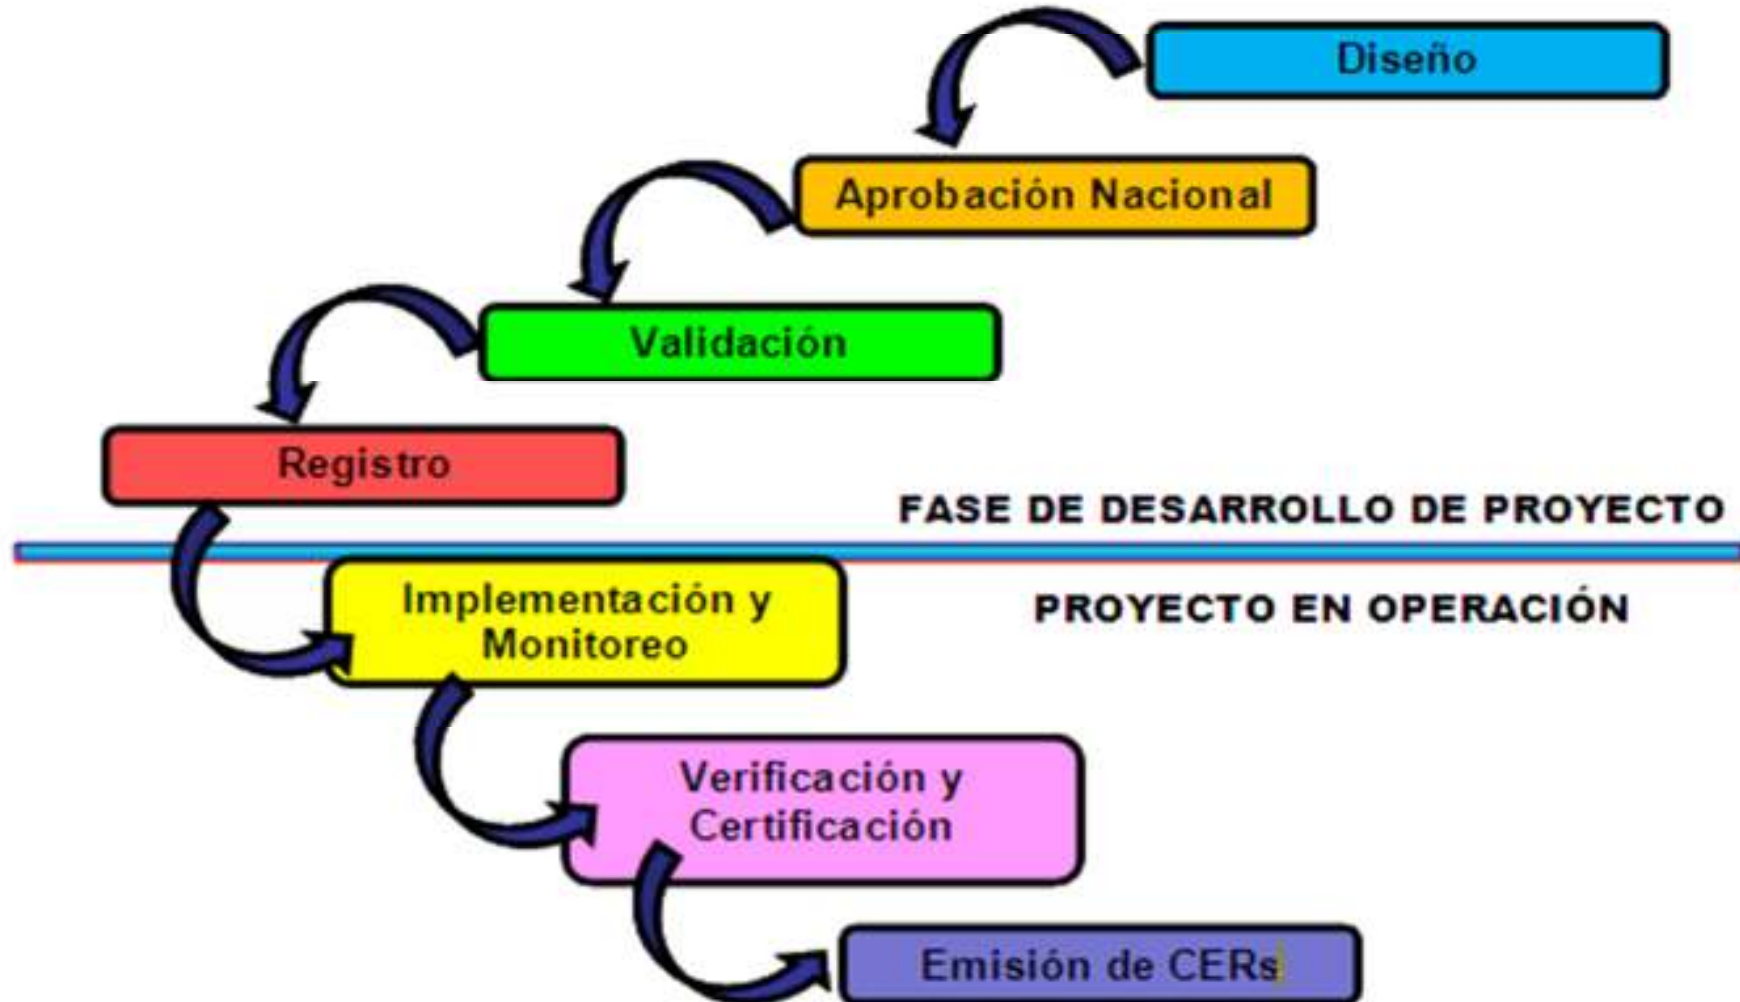 Diseño
Aprobación Nacional
Validación
Registro
FASE DE DESARROLLO DE PROYECTO
PROYECTO EN OPERACIÓN
Implementación y
Monitoreo
Verificación y
Certificación
Emisión de CERs